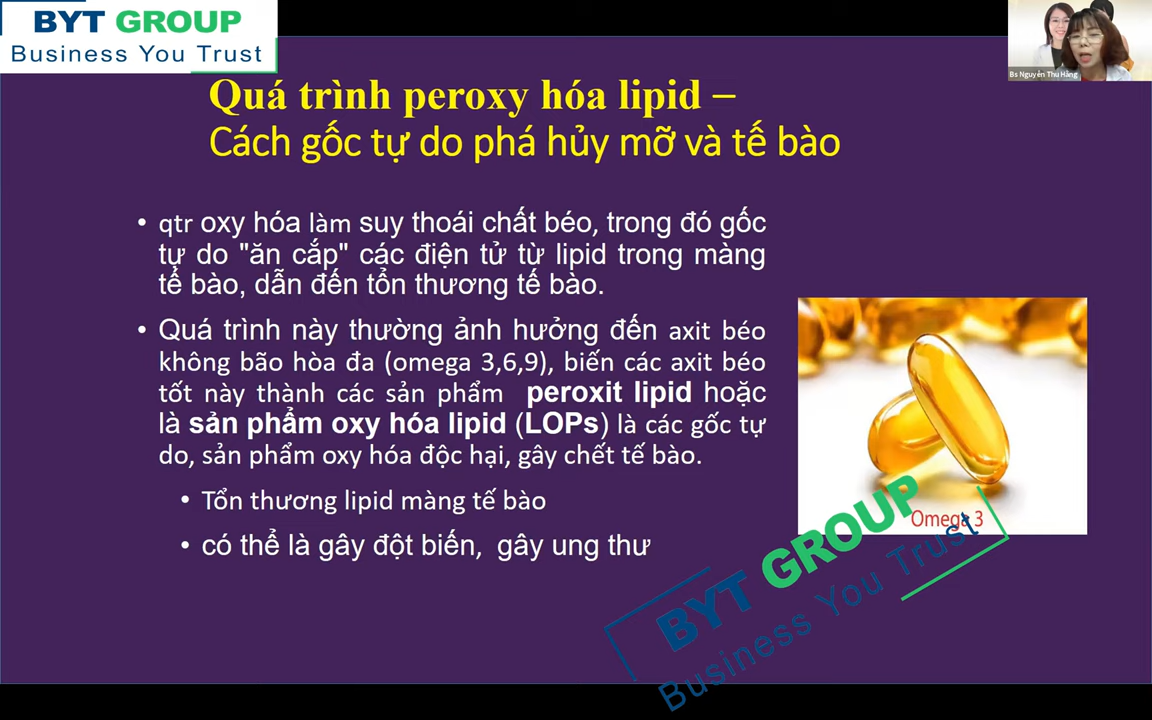 BYT GROUP
Business You Trust
Bs Nguyễn Thu Hằng
Quá trình peroxy hóa lipid –
Cách gốc tự do phá hủy mỡ và tế bào
• qtr oxy hóa làm suy thoái chất béo, trong đó gốc
tự do "ăn cắp" các điện tử từ lipid trong màng
tế bào, dẫn đến tổn thương tế bào.
• Quá trình này thường ảnh hưởng đến axit béo
không bão hòa đa (omega 3,6,9), biến các axit béo
tốt này thành các sản phẩm peroxit lipid hoặc
là sản phẩm oxy hóa lipid (LOPs) là các gốc tự
do, sản phẩm oxy hóa độc hại, gây chết tế bào.
• Tổn thương lipid màng tế bào
• có thể là gây đột biến, gây ung thư
Omega 3
BYT GROUP
Business You Trust